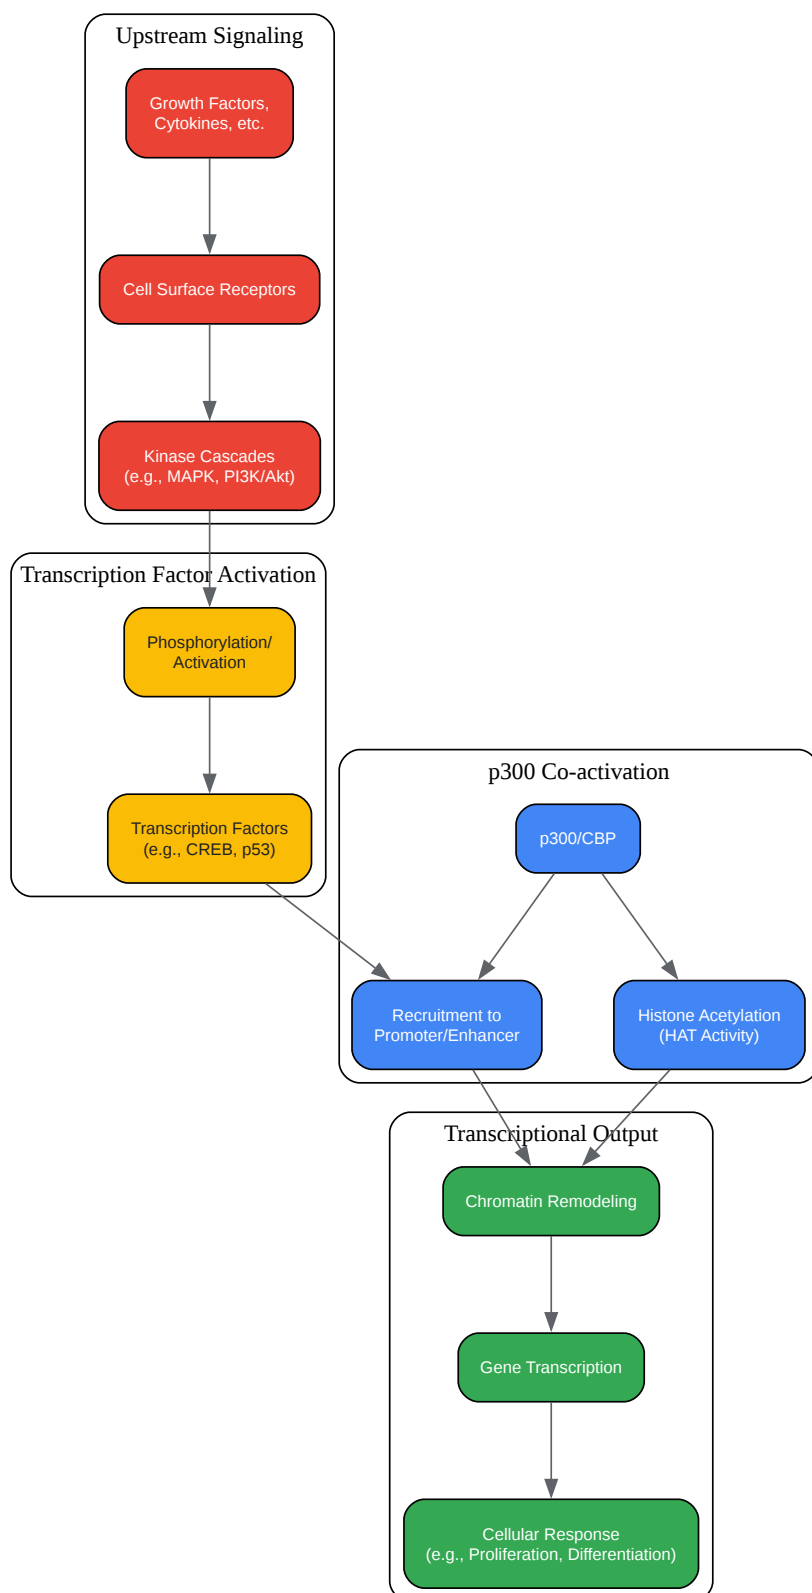 Upstream Signaling
Growth Factors,
Cytokines, etc.
Cell Surface Receptors
Kinase Cascades
(e.g., MAPK, PI3K/Akt)
Transcription Factor Activation
Phosphorylation/
Activation
Transcription Factors
(e.g., CREB, p53)
p300 Co-activation
p300/CBP
Recruitment to
Promoter/Enhancer
Histone Acetylation
(HAT Activity)
Transcriptional Output
Chromatin Remodeling
Gene Transcription
Cellular Response
(e.g., Proliferation, Differentiation)